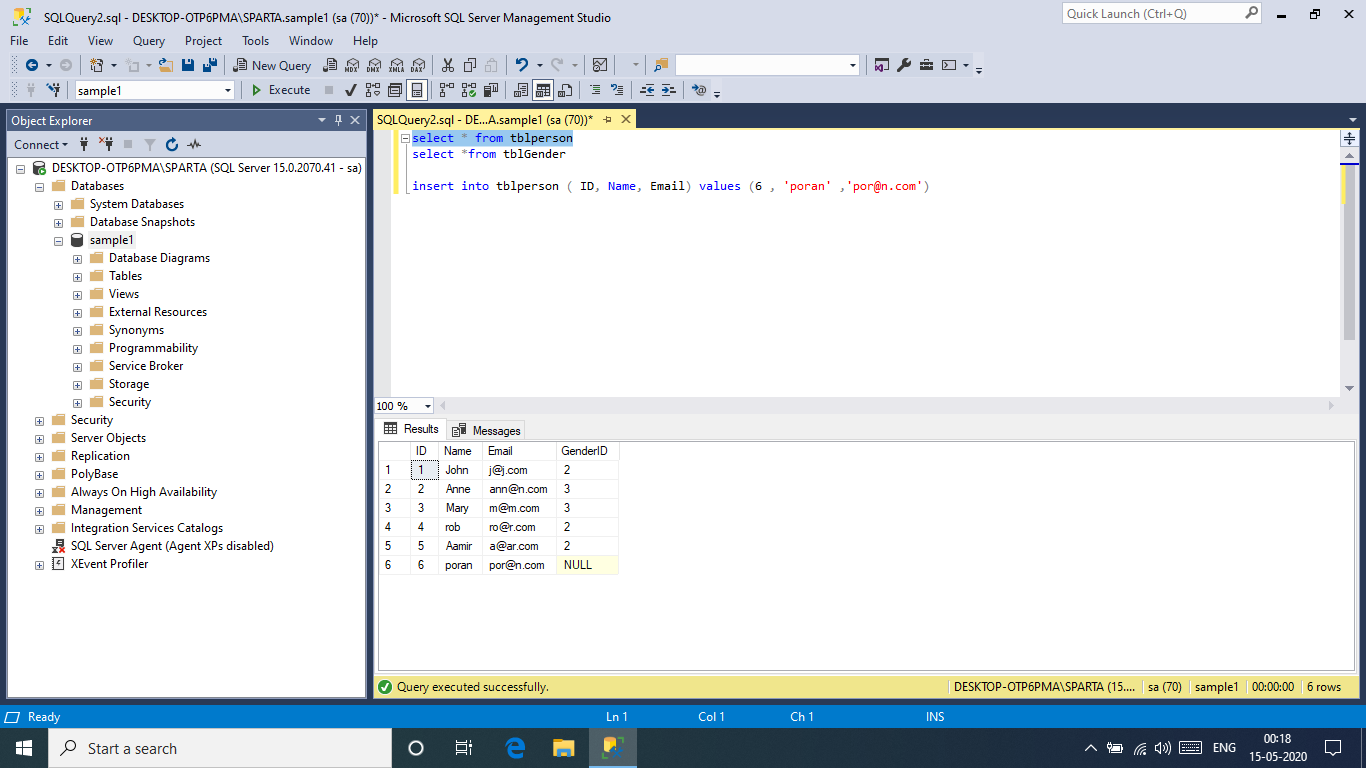 SQLQuery2.sql - DESKTOP-OTP6PMA\SPARTA.sample1 (sa (70))* - Microsoft SQL Server Management Studio
Quick Launch (Ctrl+Q)
File Edit View Query Project Tools Window Help
New Query MDX DMX XMLA DAX
sample1 Execute
Object Explorer
Connect
DESKTOP-OTP6PMA\SPARTA (SQL Server 15.0.2070.41 - sa)
Databases
System Databases
Database Snapshots
sample1
Database Diagrams
Tables
Views
External Resources
Synonyms
Programmability
Service Broker
Storage
Security
Security
Server Objects
Replication
PolyBase
Always On High Availability
Management
Integration Services Catalogs
SQL Server Agent (Agent XPs disabled)
XEvent Profiler
SQLQuery2.sql - DE...A.sample1 (sa (70))*
select * from tblperson
select *from tblGender
insert into tblperson ( ID, Name, Email) values (6 , 'poran' ,'por@n.com')
100 %
Results Messages
ID Name Email GenderID
1 1 John j@j.com 2
2 2 Anne ann@n.com 3
3 3 Mary m@m.com 3
4 4 rob ro@r.com 2
5 5 Aamir a@ar.com 2
6 6 poran por@n.com NULL
Query executed successfully. DESKTOP-OTP6PMA\SPARTA (15.... sa (70) sample1 00:00:00 6 rows
Ready Ln 1 Col 1 Ch 1 INS
Start a search
ENG
00:18
15-05-2020